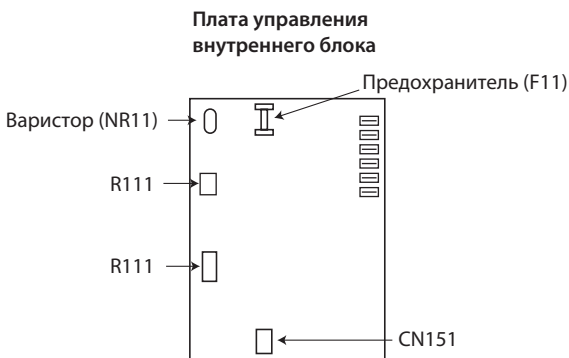 Плата управления
внутреннего блока
Предохранитель (F11)
Варистор (NR11)
R111
R111
CN151